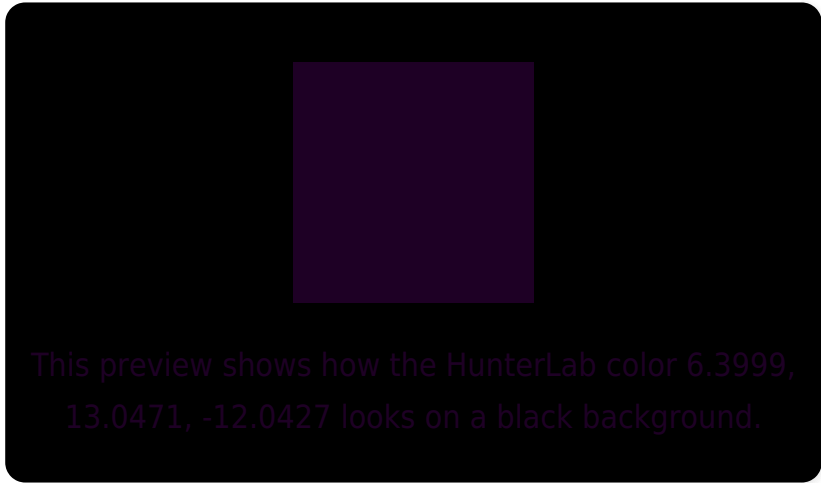 This preview shows how the HunterLab color 6.3999,
13.0471, -12.0427 looks on a black background.